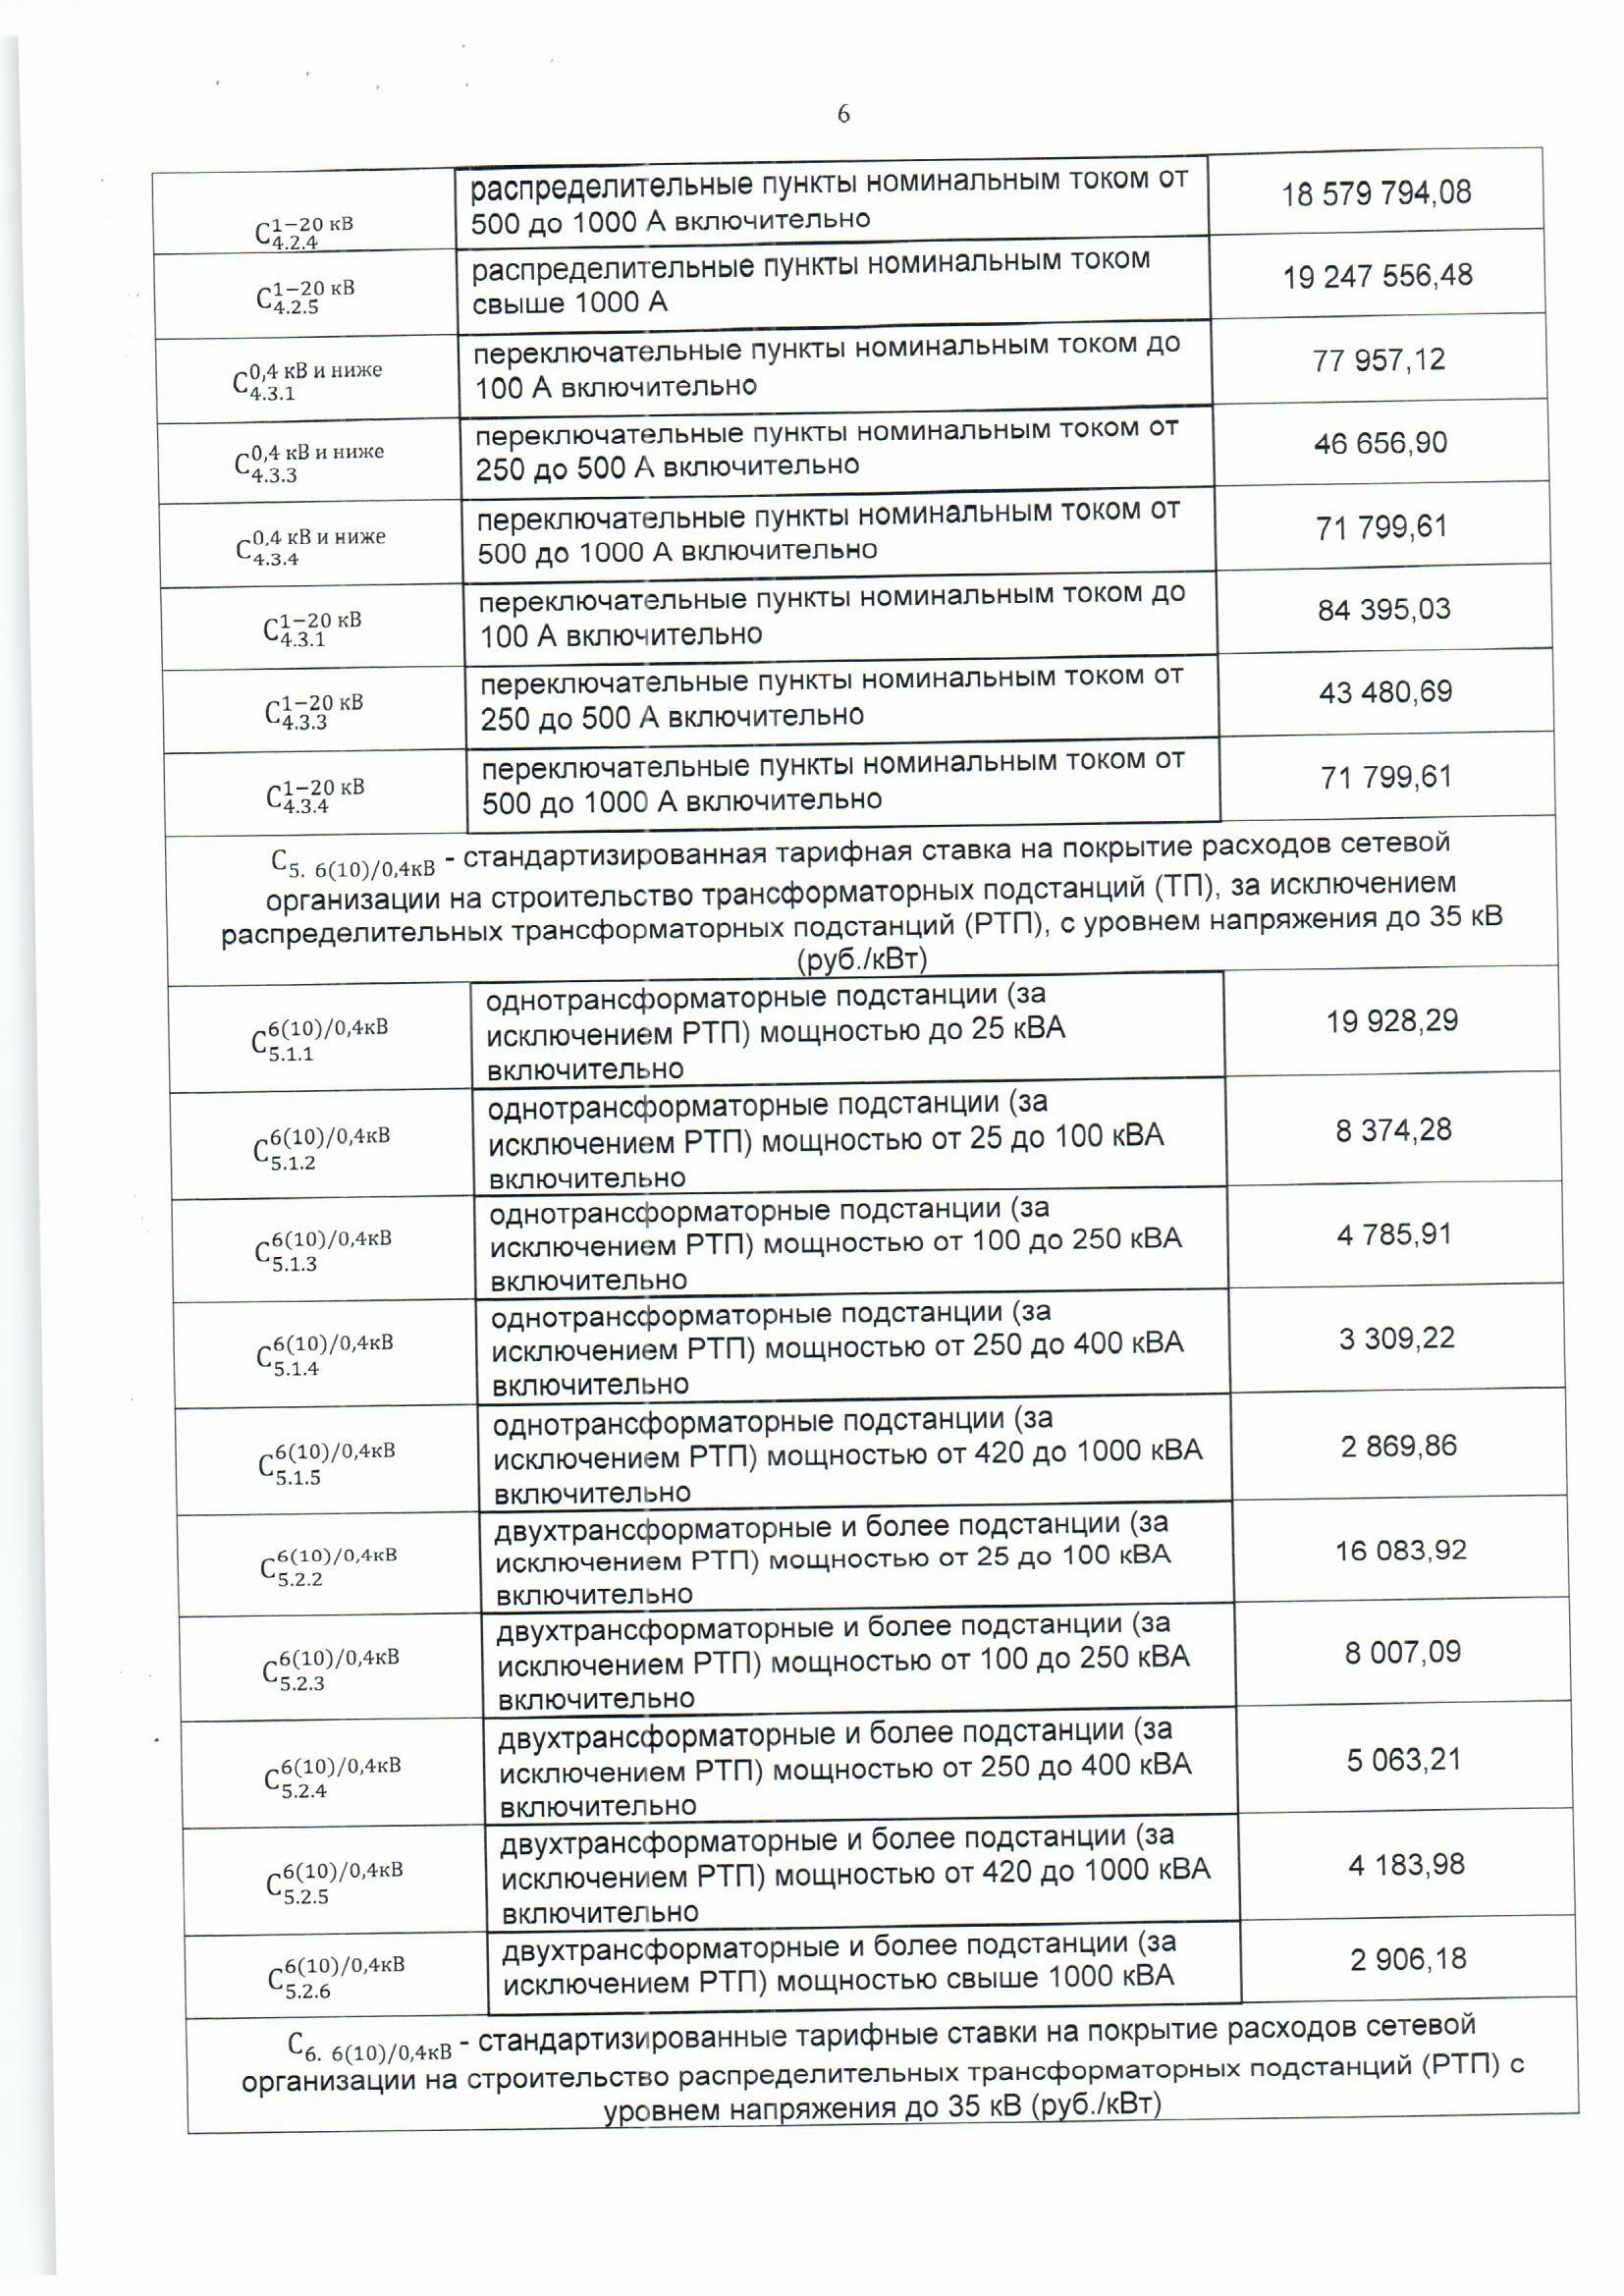 6
распределительные пункты номинальным током от
500 до 1000 А включительно
C 1−20 кВ 4.2.4
18 579 794,08
распределительные пункты номинальным током
свыше 1000 А
C 1−20 кВ 4.2.5
19 247 556,48
переключательные пункты номинальным током до
100 А включительно
C 0,4 кВ и ниже 4.3.1
77 957,12
переключательные пункты номинальным током от
250 до 500 А включительно
C 0,4 кВ и ниже 4.3.3
46 656,90
переключательные пункты номинальным током от
500 до 1000 А включительно
C 0,4 кВ и ниже 4.3.4
71 799,61
переключательные пункты номинальным током до
100 А включительно
C 1−20 кВ 4.3.1
84 395,03
переключательные пункты номинальным током от
250 до 500 А включительно
C 1−20 кВ 4.3.3
43 480,69
переключательные пункты номинальным током от
500 до 1000 А включительно
C 1−20 кВ 4.3.4
71 799,61
C5. 6(10)/0,4кВ - стандартизированная тарифная ставка на покрытие расходов сетевой
организации на строительство трансформаторных подстанций (ТП), за исключением
распределительных трансформаторных подстанций (РТП), с уровнем напряжения до 35 кВ
(руб./кВт)
C 6(10)/0,4кВ 5.1.1
однотрансформаторные подстанции (за
исключением РТП) мощностью до 25 кВА
включительно
19 928,29
C 6(10)/0,4кВ 5.1.2
однотрансформаторные подстанции (за
исключением РТП) мощностью от 25 до 100 кВА
включительно
8 374,28
C 6(10)/0,4кВ 5.1.3
однотрансформаторные подстанции (за
исключением РТП) мощностью от 100 до 250 кВА
включительно
4 785,91
C 6(10)/0,4кВ 5.1.4
однотрансформаторные подстанции (за
исключением РТП) мощностью от 250 до 400 кВА
включительно
3 309,22
C 6(10)/0,4кВ 5.1.5
однотрансформаторные подстанции (за
исключением РТП) мощностью от 420 до 1000 кВА
включительно
2 869,86
C 6(10)/0,4кВ 5.2.2
двухтрансформаторные и более подстанции (за
исключением РТП) мощностью от 25 до 100 кВА
включительно
16 083,92
C 6(10)/0,4кВ 5.2.3
двухтрансформаторные и более подстанции (за
исключением РТП) мощностью от 100 до 250 кВА
включительно
8 007,09
C 6(10)/0,4кВ 5.2.4
двухтрансформаторные и более подстанции (за
исключением РТП) мощностью от 250 до 400 кВА
включительно
5 063,21
C 6(10)/0,4кВ 5.2.5
двухтрансформаторные и более подстанции (за
исключением РТП) мощностью от 420 до 1000 кВА
включительно
4 183,98
C 6(10)/0,4кВ 5.2.6
двухтрансформаторные и более подстанции (за
исключением РТП) мощностью свыше 1000 кВА
2 906,18
C6. 6(10)/0,4кВ - стандартизированные тарифные ставки на покрытие расходов сетевой
организации на строительство распределительных трансформаторных подстанций (РТП) с
уровнем напряжения до 35 кВ (руб./кВт)